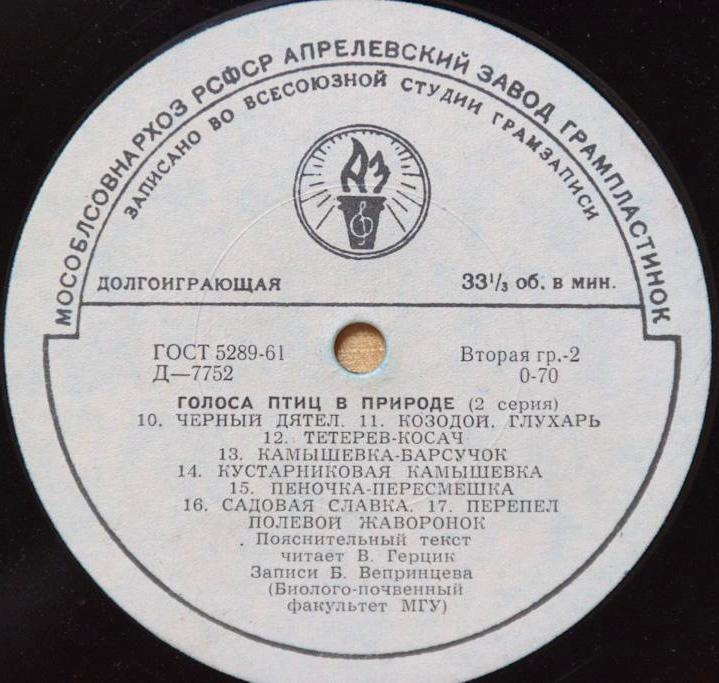 МОСОБЛСОВНАРХОЗ РСФСР АПРЕЛЕВСКИЙ ЗАВОД ГРАМПЛАСТИНОК
ЗАПИСАНО ВО ВСЕСОЮЗНОЙ СТУДИИ ГРАМЗАПИСИ
АЗ
ДОЛГОИГРАЮЩАЯ 33⅓ об. в мин.
ГОСТ 5289-61 Вторая гр.-2
Д—7752 0-70
ГОЛОСА ПТИЦ В ПРИРОДЕ (2 серия)
10. ЧЕРНЫЙ ДЯТЕЛ. 11. КОЗОДОЙ. ГЛУХАРЬ
12. ТЕТЕРЕВ-КОСАЧ
13. КАМЫШЕВКА-БАРСУЧОК
14. КУСТАРНИКОВАЯ КАМЫШЕВКА
15. ПЕНОЧКА-ПЕРЕСМЕШКА
16. САДОВАЯ СЛАВКА. 17. ПЕРЕПЕЛ
ПОЛЕВОЙ ЖАВОРОНОК
Пояснительный текст
читает В. Герцик
Записи Б. Вепринцева
(Биолого-почвенный
факультет МГУ)